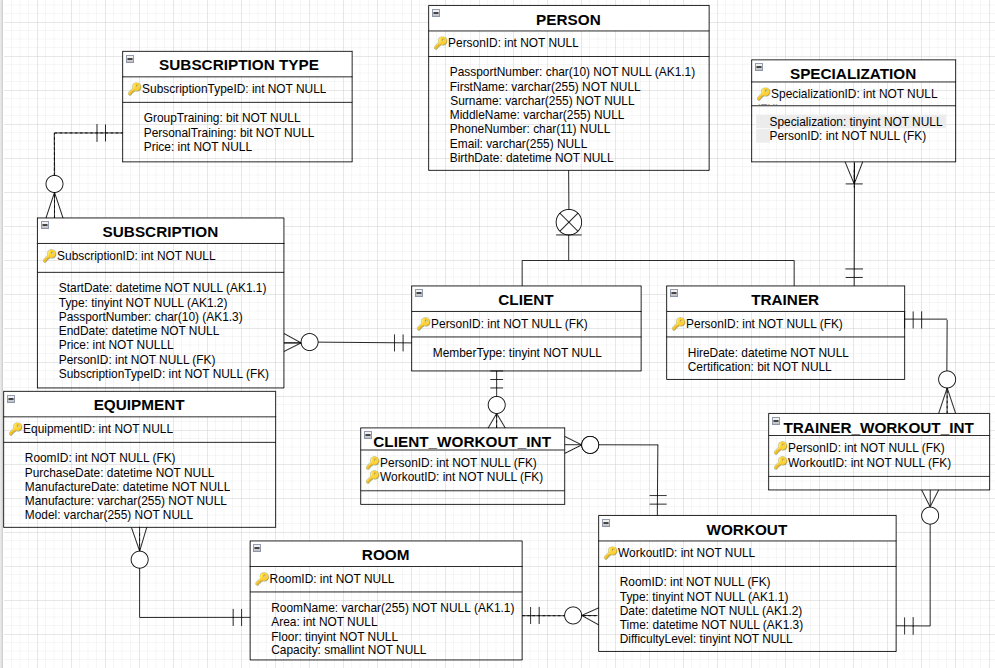 PERSON
PersonID: int NOT NULL
PassportNumber: char(10) NOT NULL (AK1.1)
FirstName: varchar(255) NOT NULL
Surname: varchar(255) NOT NULL
MiddleName: varchar(255) NULL
PhoneNumber: char(11) NULL
Email: varchar(255) NULL
BirthDate: datetime NOT NULL
SUBSCRIPTION TYPE
SubscriptionTypeID: int NOT NULL
GroupTraining: bit NOT NULL
PersonalTraining: bit NOT NULL
Price: int NOT NULL
SPECIALIZATION
SpecializationID: int NOT NULL
Specialization: tinyint NOT NULL
PersonID: int NOT NULL (FK)
SUBSCRIPTION
SubscriptionID: int NOT NULL
StartDate: datetime NOT NULL (AK1.1)
Type: tinyint NOT NULL (AK1.2)
PassportNumber: char(10) (AK1.3)
EndDate: datetime NOT NULL
Price: int NOT NULLL
PersonID: int NOT NULL (FK)
SubscriptionTypeID: int NOT NULL (FK)
CLIENT
PersonID: int NOT NULL (FK)
MemberType: tinyint NOT NULL
TRAINER
PersonID: int NOT NULL (FK)
HireDate: datetime NOT NULL
Certification: bit NOT NULL
EQUIPMENT
EquipmentID: int NOT NULL
RoomID: int NOT NULL (FK)
PurchaseDate: datetime NOT NULL
ManufactureDate: datetime NOT NULL
Manufacture: varchar(255) NOT NULL
Model: varchar(255) NOT NULL
CLIENT_WORKOUT_INT
PersonID: int NOT NULL (FK)
WorkoutID: int NOT NULL (FK)
TRAINER_WORKOUT_INT
PersonID: int NOT NULL (FK)
WorkoutID: int NOT NULL (FK)
ROOM
RoomID: int NOT NULL
RoomName: varchar(255) NOT NULL (AK1.1)
Area: int NOT NULL
Floor: tinyint NOT NULL
Capacity: smallint NOT NULL
WORKOUT
WorkoutID: int NOT NULL
RoomID: int NOT NULL (FK)
Type: tinyint NOT NULL (AK1.1)
Date: datetime NOT NULL (AK1.2)
Time: datetime NOT NULL (AK1.3)
DifficultyLevel: tinyint NOT NULL